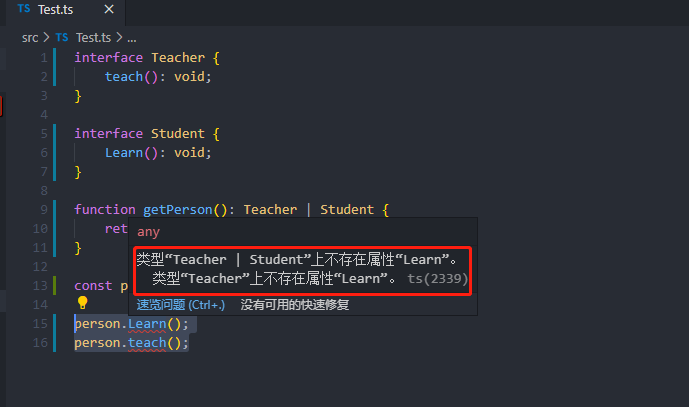 TS Test.ts ×
src > TS Test.ts > ...
1 interface Teacher {
2 teach(): void;
3 }
4
5 interface Student {
6 Learn(): void;
7 }
8
9 function getPerson(): Teacher | Student {
10 ret
any
11 }
类型“Teacher | Student”上不存在属性“Learn”。
12
类型“Teacher”上不存在属性“Learn”。 ts(2339)
13 const p
14
速览问题 (Ctrl+.) 没有可用的快速修复
15 person.Learn();
16 person.teach();